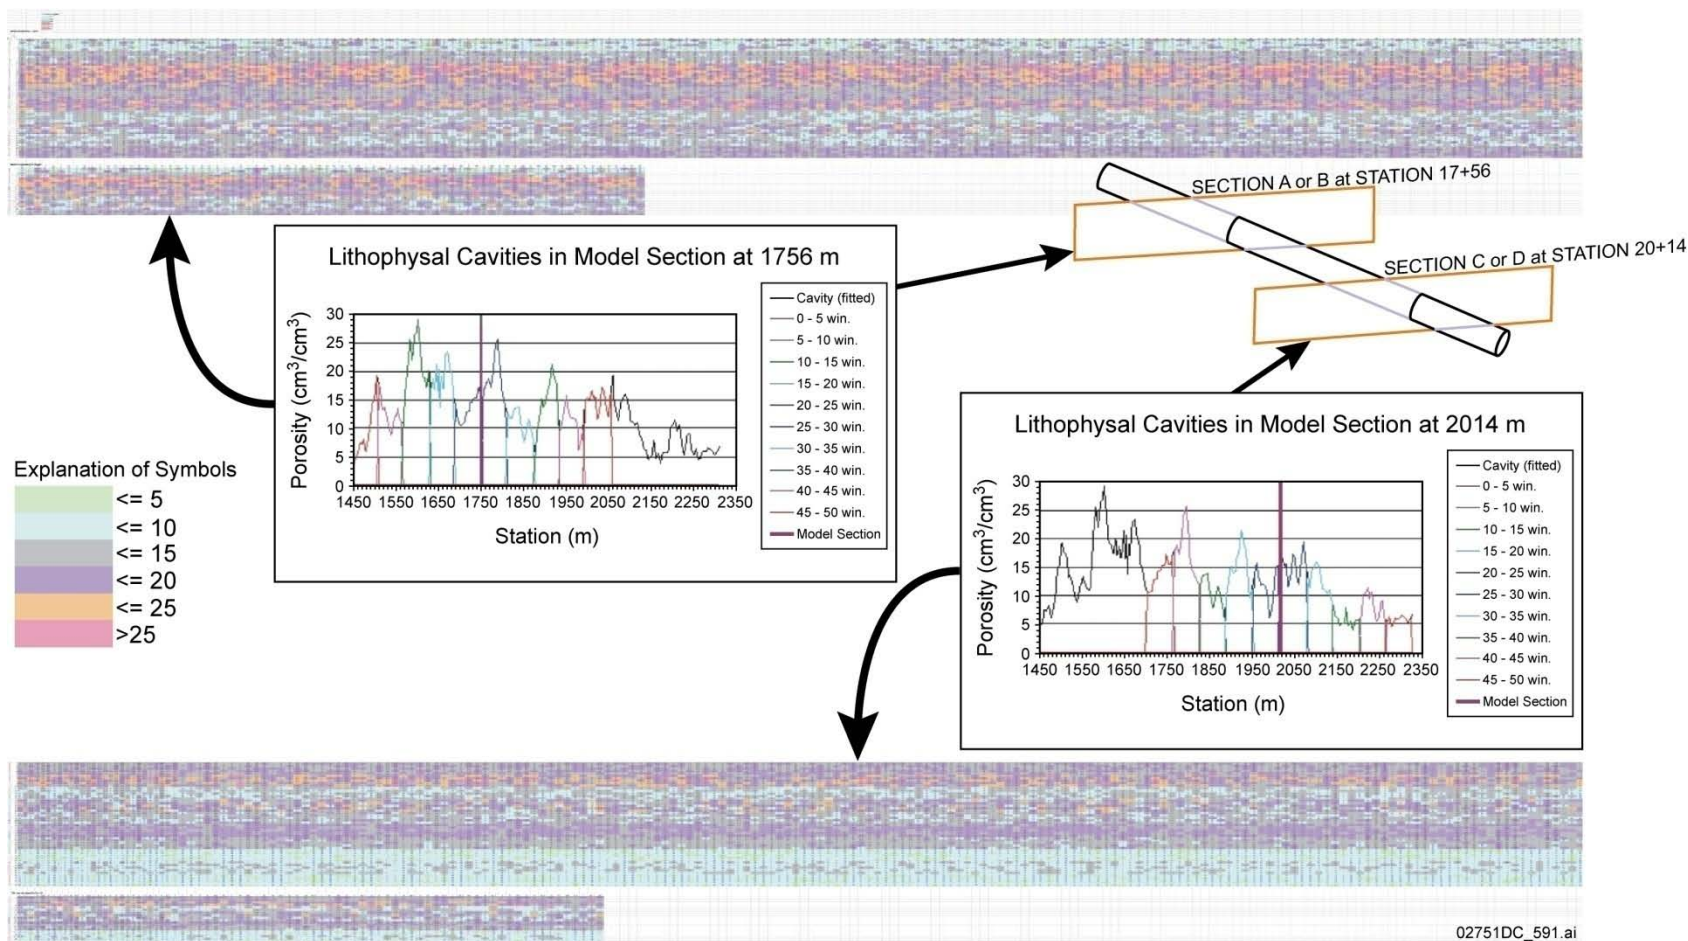 SECTION A or B at STATION 17+56
SECTION C or D at STATION 20+14
Lithophysal Cavities in Model Section at 1756 m
Porosity (cm³/cm³)
30
25
20
15
10
5
0
1450 1550 1650 1750 1850 1950 2050 2150 2250 2350
Station (m)
Cavity (fitted)
0 - 5 win.
5 - 10 win.
10 - 15 win.
15 - 20 win.
20 - 25 win.
25 - 30 win.
30 - 35 win.
35 - 40 win.
40 - 45 win.
45 - 50 win.
Model Section
Explanation of Symbols
<= 5
<= 10
<= 15
<= 20
<= 25
>25
Lithophysal Cavities in Model Section at 2014 m
Porosity (cm³/cm³)
30
25
20
15
10
5
0
1450 1550 1650 1750 1850 1950 2050 2150 2250 2350
Station (m)
Cavity (fitted)
0 - 5 win.
5 - 10 win.
10 - 15 win.
15 - 20 win.
20 - 25 win.
25 - 30 win.
30 - 35 win.
35 - 40 win.
40 - 45 win.
45 - 50 win.
Model Section
02751DC_591.ai